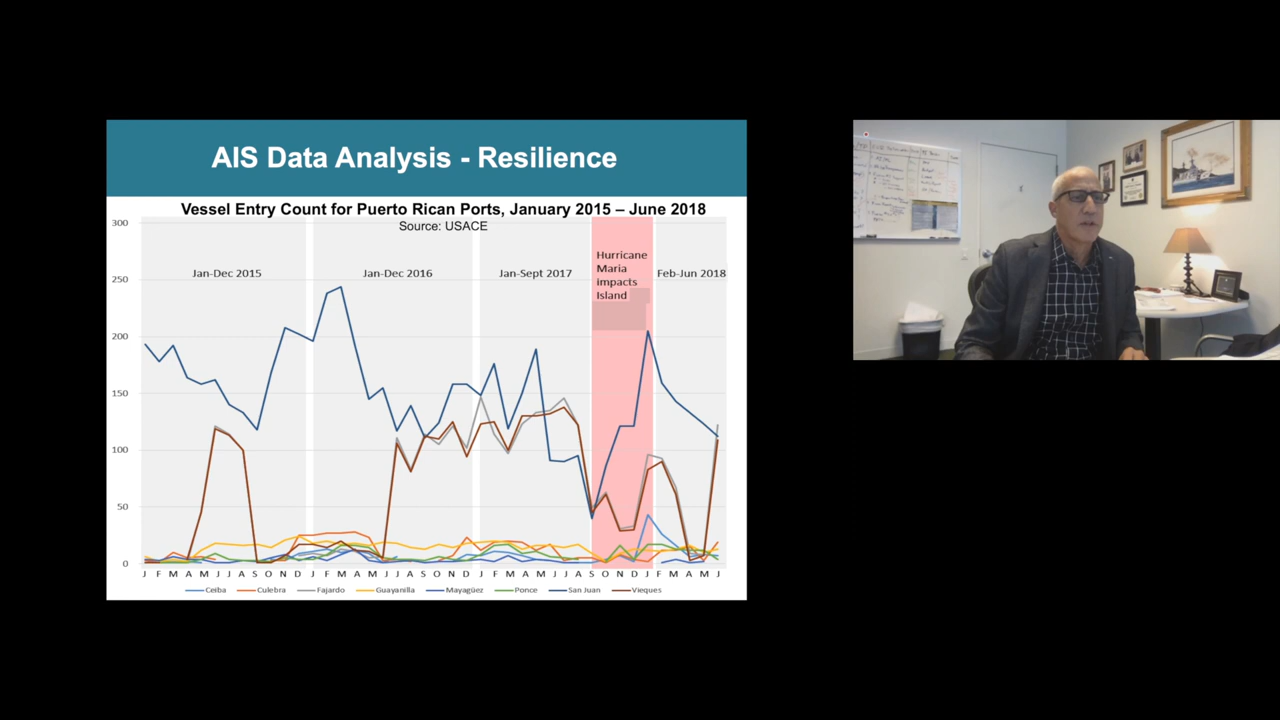 AIS Data Analysis - Resilience
Vessel Entry Count for Puerto Rican Ports, January 2015 – June 2018
Source: USACE
300
250
200
150
100
50
0
Jan-Dec 2015
Jan-Dec 2016
Jan-Sept 2017
Hurricane
Maria
impacts
Island
Feb-Jun 2018
J F M A M J J A S O N D J F M A M J J A S O N D J F M A M J J A S O N D J F M A M J
Ceiba Culebra Fajardo Guayanilla Mayagüez Ponce San Juan Vieques